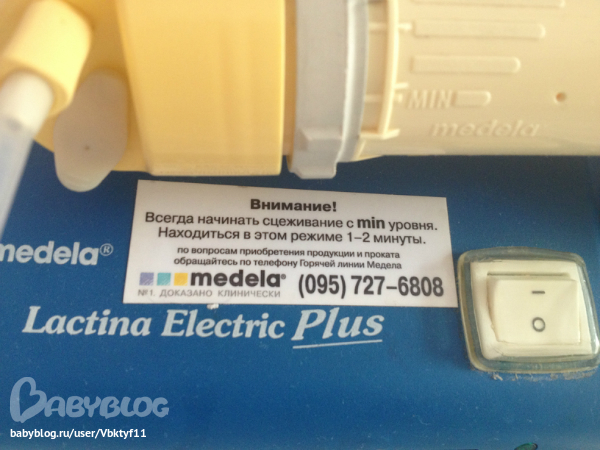 MIN
medela
Внимание!
Всегда начинать сцеживание с min уровня.
Находиться в этом режиме 1–2 минуты.
по вопросам приобретения продукции и проката
обращайтесь по телефону Горячей линии Медела
medela® (095) 727–6808
№1. ДОКАЗАНО КЛИНИЧЕСКИ
medela®
Lactina Electric Plus
BABYBLOG
babyblog.ru/user/Vbktyf11